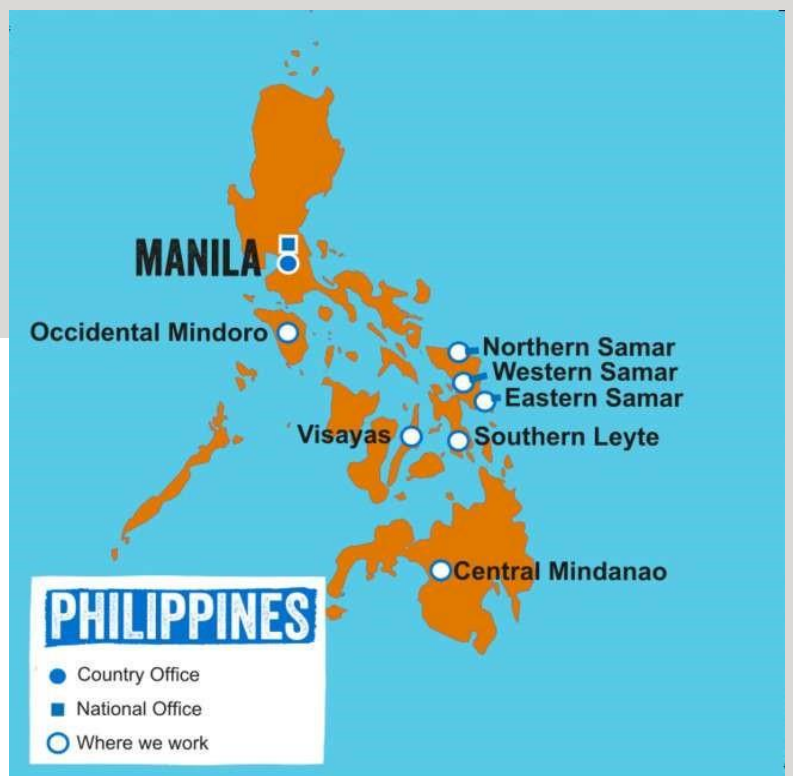 MANILA
Occidental Mindoro
Northern Samar
Western Samar
Eastern Samar
Visayas
Southern Leyte
Central Mindanao
PHILIPPINES
Country Office
National Office
Where we work